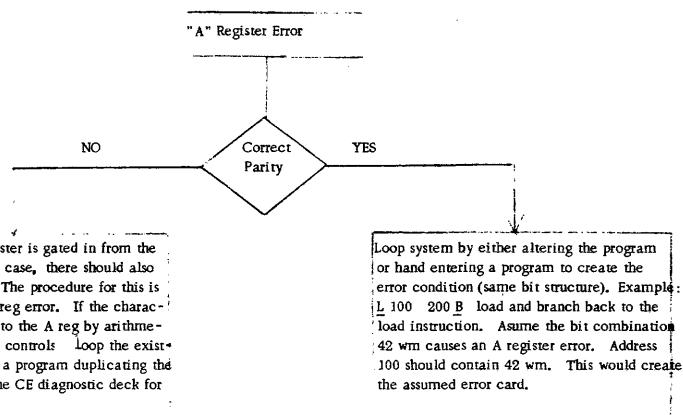 "A" Register Error
NO
Correct
Parity
YES
ster is gated in from the
case, there should also
The procedure for this is
reg error. If the charac-
to the A reg by arithme-
controls Loop the exist-
a program duplicating the
e CE diagnostic deck for
Loop system by either altering the program
or hand entering a program to create the
error condition (same bit structure). Example:
L 100 200 B load and branch back to the
load instruction. Asume the bit combination
42 wm causes an A register error. Address
100 should contain 42 wm. This would create
the assumed error card.